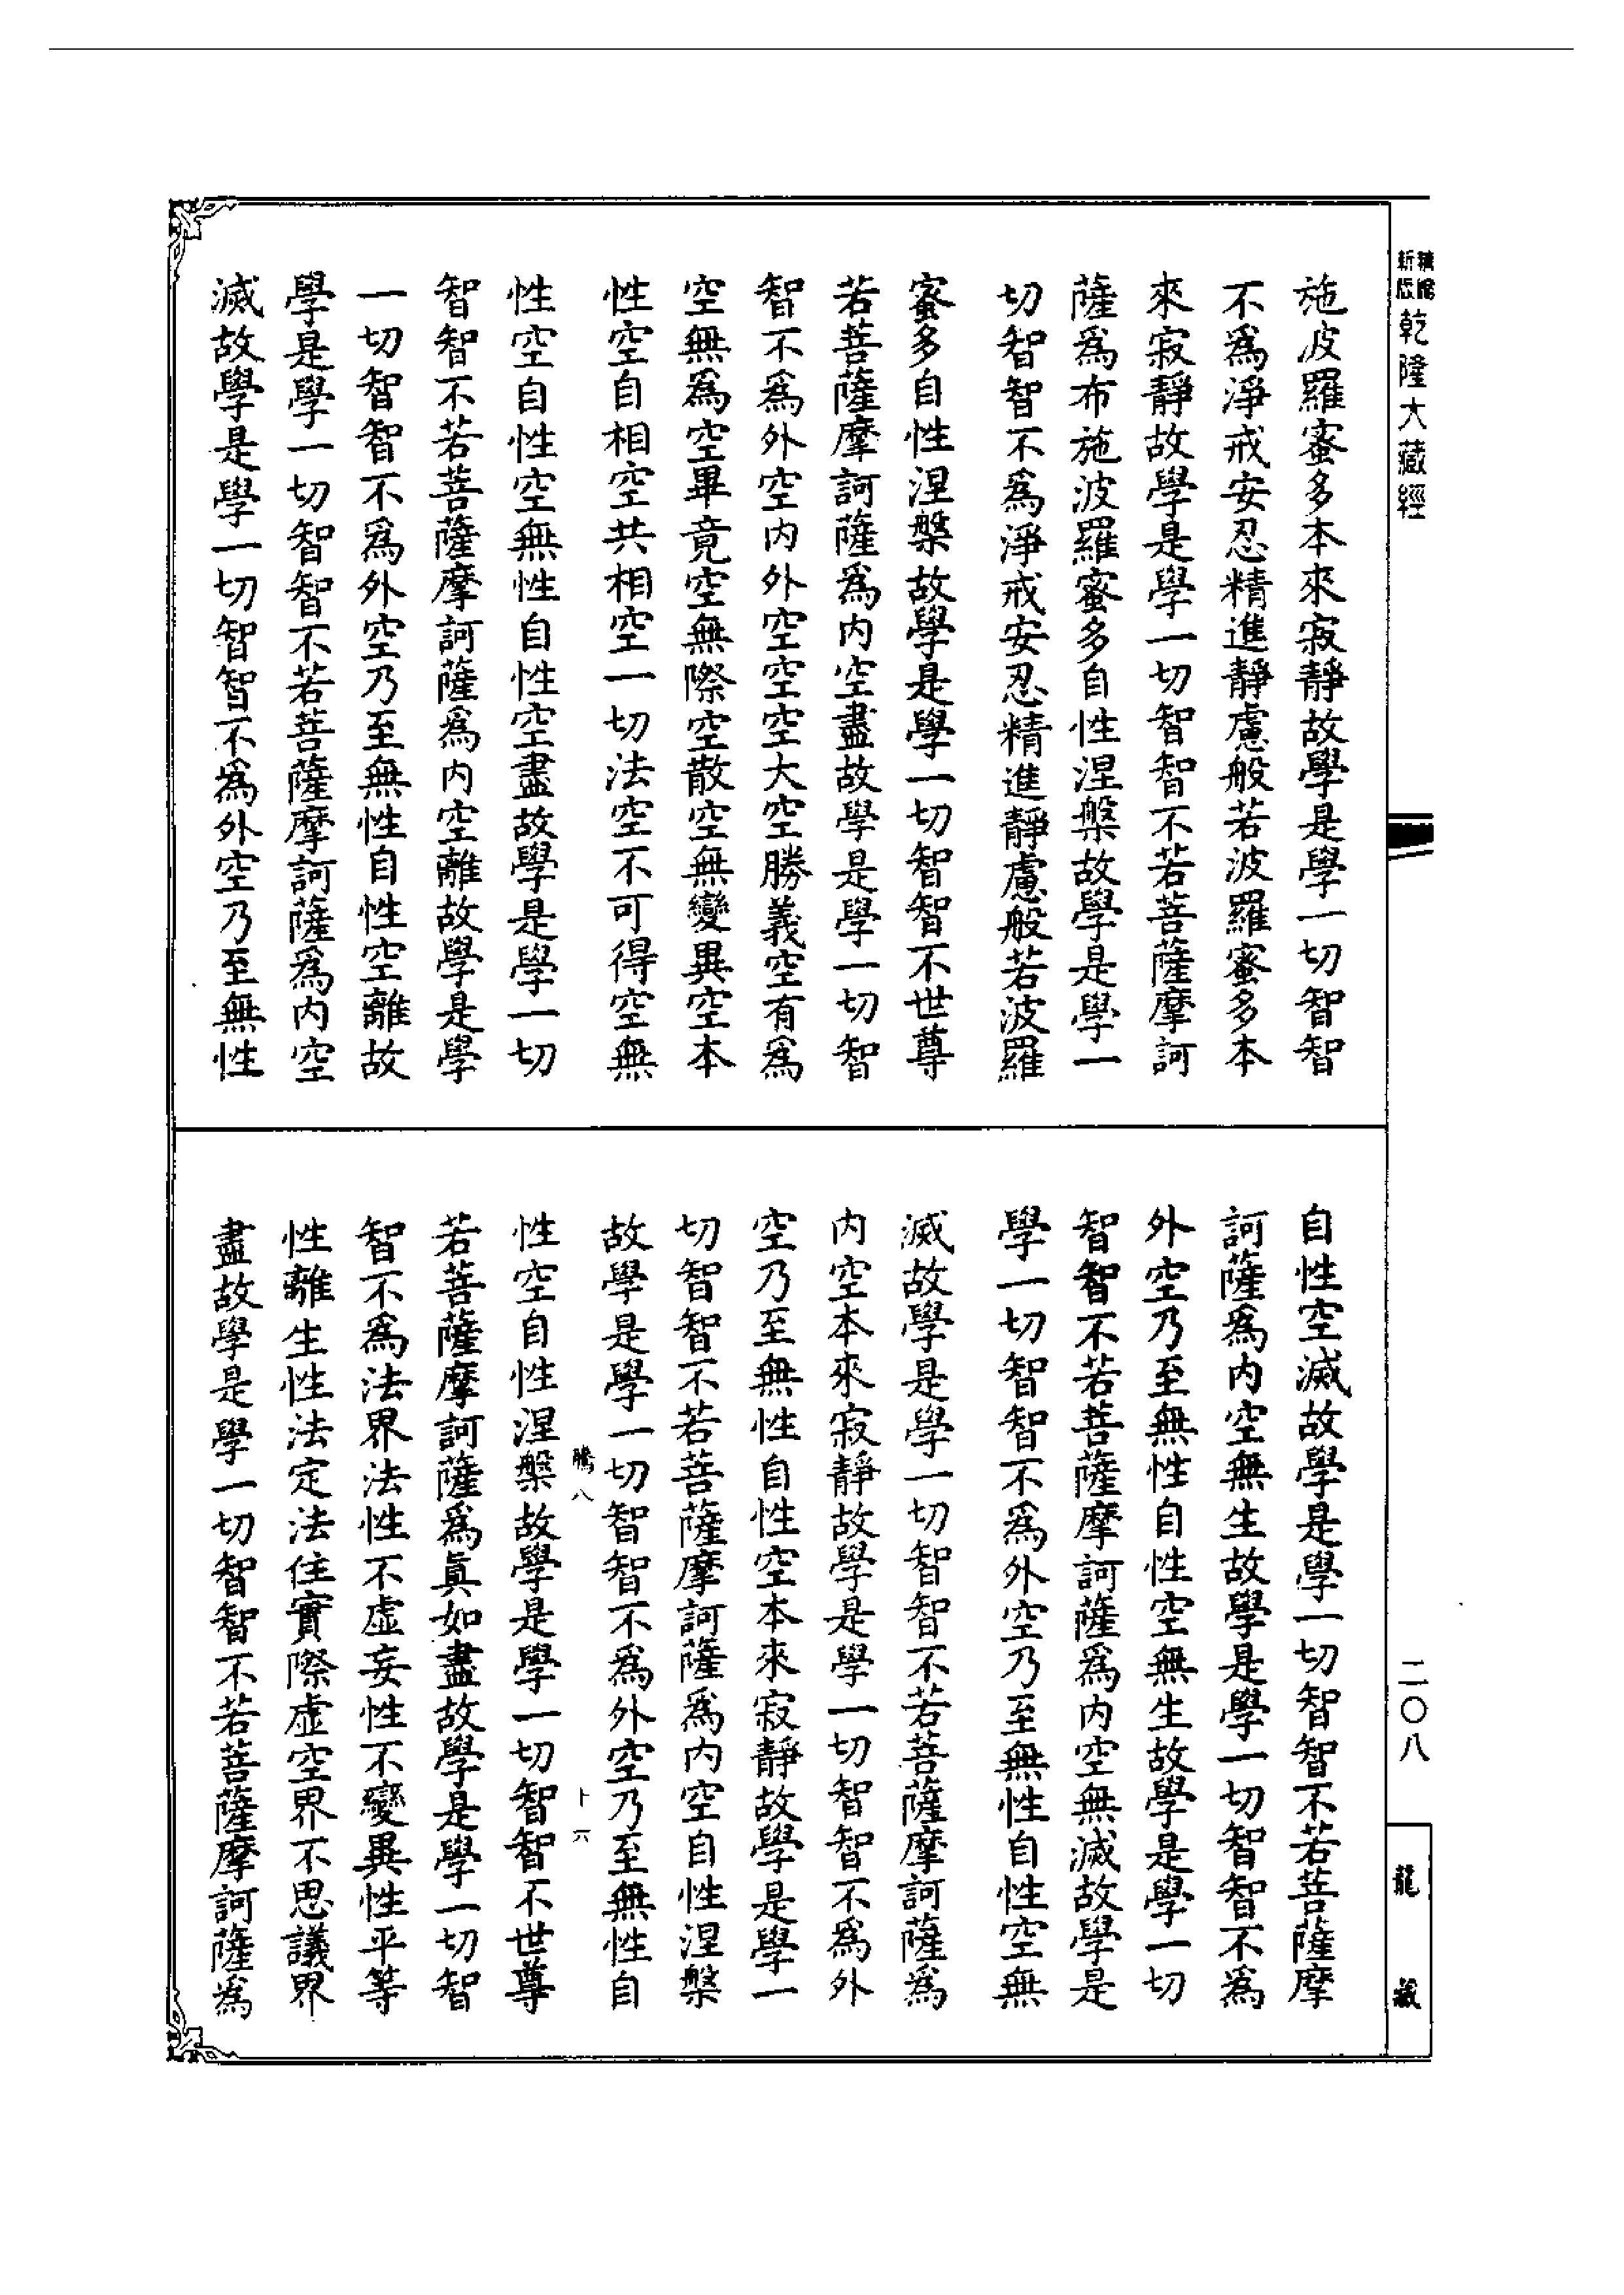 新版
乾隆大藏經
施波羅蜜多本來寂靜故學是學一切智智
不爲淨戒安忍精進靜慮般若波羅蜜多本
來寂靜故學是學一切智智不若菩薩摩訶
薩爲布施波羅蜜多自性涅槃故學是學一
切智智不爲淨戒安忍精進靜慮般若波羅
蜜多自性涅槃故學是學一切智智不世尊
若菩薩摩訶薩爲内空盡故學是學一切智
智不爲外空内外空空空大空勝義空有爲
空無爲空畢竟空無際空散空無變異空本
性空自相空共相空一切法空不可得空無
性空自性空無性自性空盡故學是學一切
智智不若菩薩摩訶薩爲内空離故學是學
一切智智不爲外空乃至無性自性空離故
學是學一切智智不若菩薩摩訶薩爲内空
滅故學是學一切智智不爲外空乃至無性
自性空滅故學是學一切智智不若菩薩摩
訶薩爲内空無生故學是學一切智智不爲
外空乃至無性自性空無生故學是學一切
智智不若菩薩摩訶薩爲内空無滅故學是
學一切智智不爲外空乃至無性自性空無
滅故學是學一切智智不若菩薩摩訶薩爲
内空本來寂靜故學是學一切智智不爲外
空乃至無性自性空本來寂靜故學是學一
切智智不若菩薩摩訶薩爲内空自性涅槃
故學是學一切智智不爲外空乃至無性自
騰八 十六
性空自性涅槃故學是學一切智智不世尊
若菩薩摩訶薩爲眞如盡故學是學一切智
智不爲法界法性不虛妄性不變異性平等
性離生性法定法住實際虛空界不思議界
盡故學是學一切智智不若菩薩摩訶薩爲
二〇八
龍藏